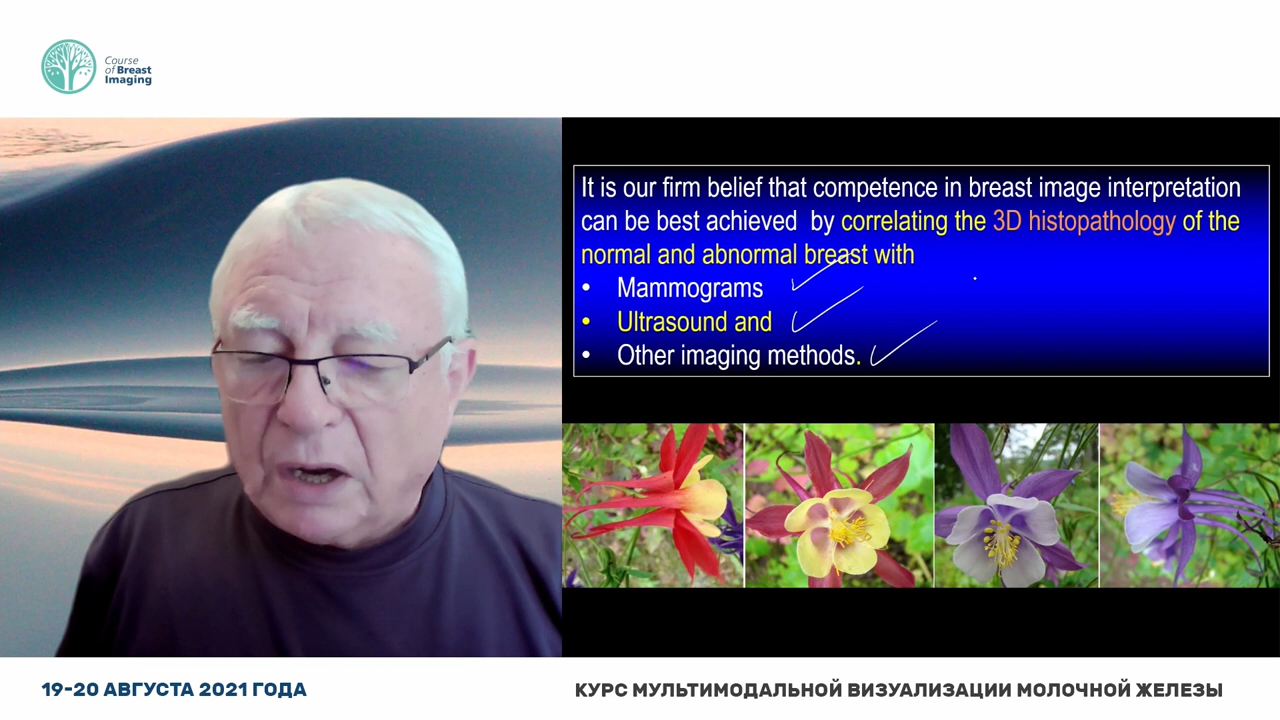 Course
of Breast
Imaging
It is our firm belief that competence in breast image interpretation
can be best achieved by correlating the 3D histopathology of the
normal and abnormal breast with
• Mammograms
• Ultrasound and
• Other imaging methods.
19-20 АВГУСТА 2021 ГОДА
КУРС МУЛЬТИМОДАЛЬНОЙ ВИЗУАЛИЗАЦИИ МОЛОЧНОЙ ЖЕЛЕЗЫ